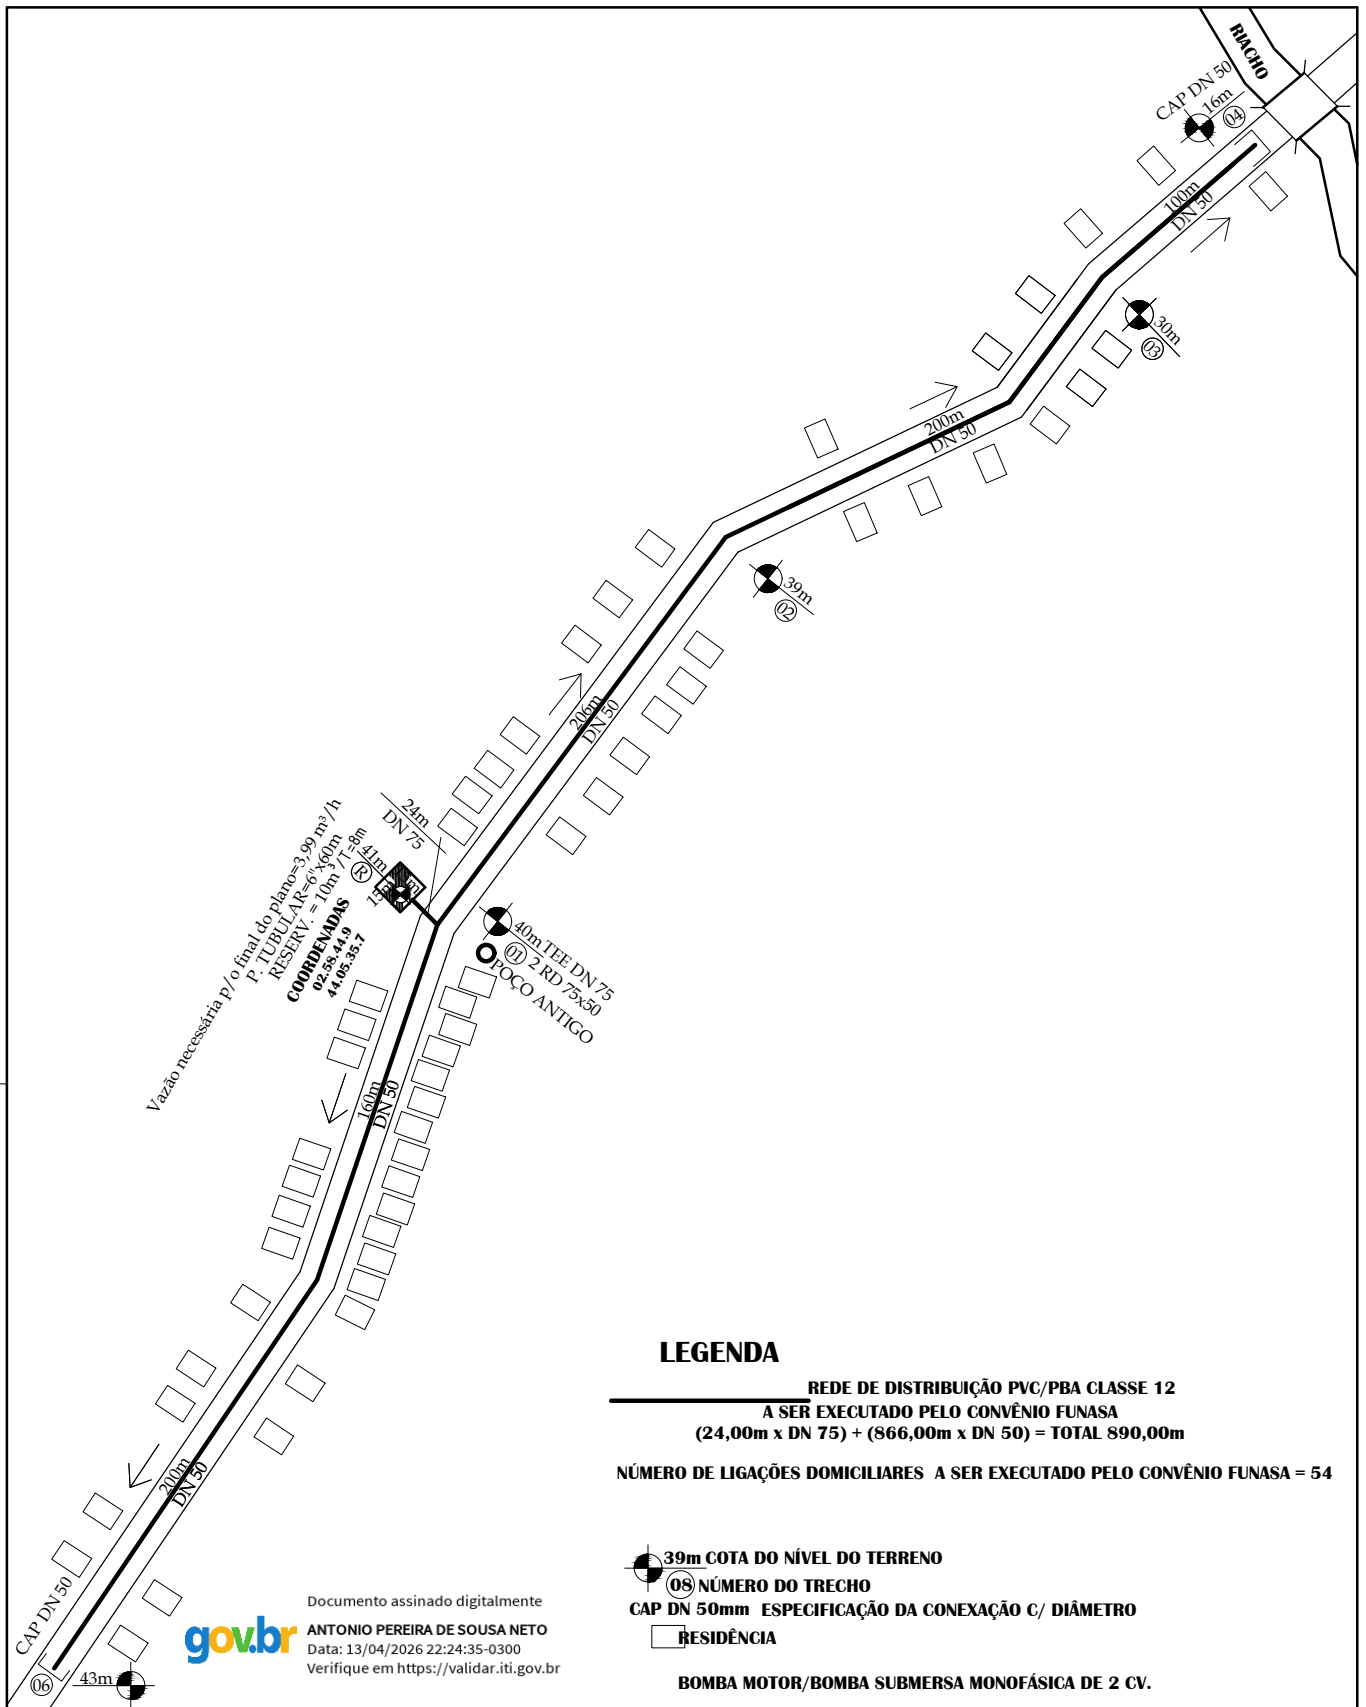 RIACHO
CAP DN 50
16m
04
100m
DN 50
30m
03
200m
DN 50
39m
02
206m
DN 50
24m
DN 75
Vazão necessária p/o final do plano=3,99 m³/h
P. TUBULAR=6"x60m
RESERV. = 10m³/T=8m
COORDENADAS
02.58.44.9
44.05.35.7
41m
R
40m TEE DN 75
01 2 RD 75x50
POÇO ANTIGO
160m
DN 50
200m
DN 50
CAP DN 50
06
43m
LEGENDA
REDE DE DISTRIBUIÇÃO PVC/PBA CLASSE 12
A SER EXECUTADO PELO CONVÊNIO FUNASA
(24,00m x DN 75) + (866,00m x DN 50) = TOTAL 890,00m
NÚMERO DE LIGAÇÕES DOMICILIARES A SER EXECUTADO PELO CONVÊNIO FUNASA = 54
39m COTA DO NÍVEL DO TERRENO
08 NÚMERO DO TRECHO
CAP DN 50mm ESPECIFICAÇÃO DA CONEXAÇÃO C/ DIÂMETRO
RESIDÊNCIA
BOMBA MOTOR/BOMBA SUBMERSA MONOFÁSICA DE 2 CV.
gov.br
Documento assinado digitalmente
ANTONIO PEREIRA DE SOUSA NETO
Data: 13/04/2026 22:24:35-0300
Verifique em https://validar.iti.gov.br